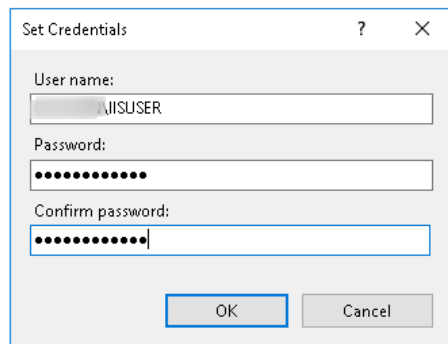 Set Credentials ? ×
User name:
\IISUSER
Password:
●●●●●●●●●●●●
Confirm password:
●●●●●●●●●●●●
OK Cancel